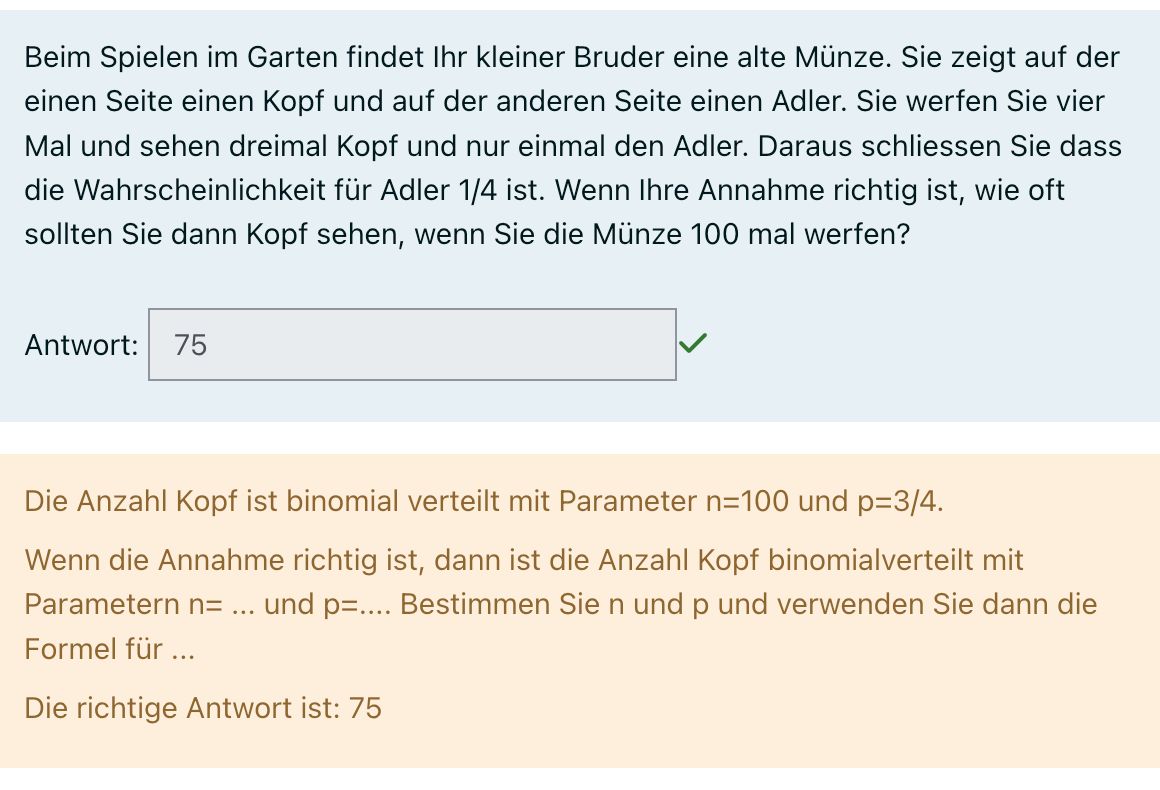 Beim Spielen im Garten findet Ihr kleiner Bruder eine alte Münze. Sie zeigt auf der
einen Seite einen Kopf und auf der anderen Seite einen Adler. Sie werfen Sie vier
Mal und sehen dreimal Kopf und nur einmal den Adler. Daraus schliessen Sie dass
die Wahrscheinlichkeit für Adler 1/4 ist. Wenn Ihre Annahme richtig ist, wie oft
sollten Sie dann Kopf sehen, wenn Sie die Münze 100 mal werfen?
Antwort: 75
Die Anzahl Kopf ist binomial verteilt mit Parameter n=100 und p=3/4.
Wenn die Annahme richtig ist, dann ist die Anzahl Kopf binomialverteilt mit
Parametern n= ... und p=.... Bestimmen Sie n und p und verwenden Sie dann die
Formel für ...
Die richtige Antwort ist: 75